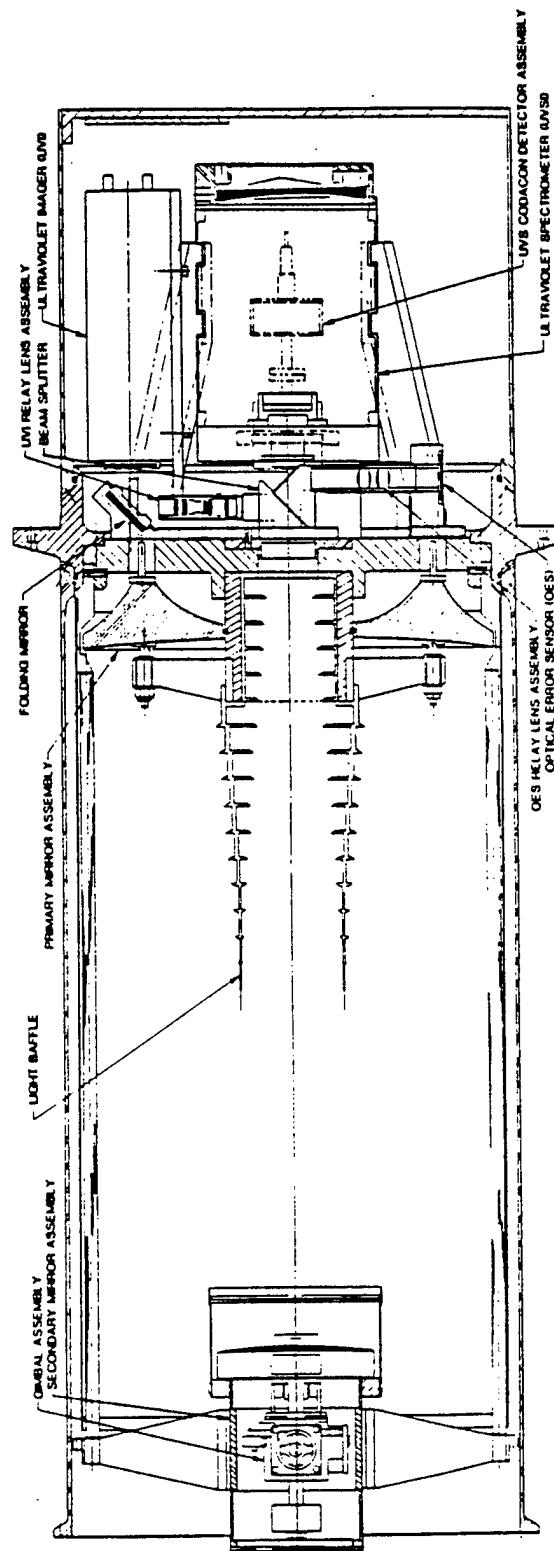 GIMBAL ASSEMBLY
SECONDARY MIRROR ASSEMBLY
LIGHT BAFFLE
PRIMARY MIRROR ASSEMBLY
FOLDING MIRROR
UVI RELAY LENS ASSEMBLY
BEAM SPLITTER
ULTRAVIOLET IMAGER (UVI)
OES RELAY LENS ASSEMBLY
OPTICAL ERROR SENSOR (OES)
UVS CODACON DETECTOR ASSEMBLY
ULTRAVIOLET SPECTROMETER (UVS)